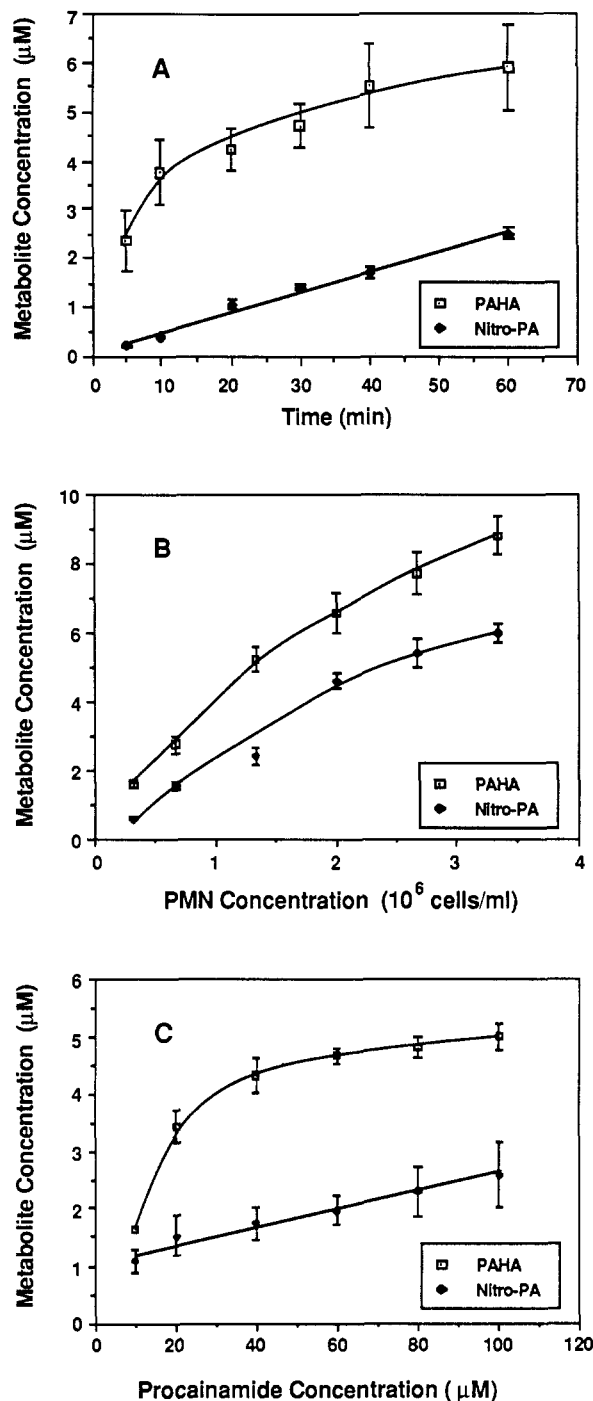 A
Metabolite Concentration (µM)
7
6
5
4
3
2
1
0
PAHA
Nitro-PA
0 10 20 30 40 50 60 70
Time (min)
B
Metabolite Concentration (µM)
10
8
6
4
2
0
PAHA
Nitro-PA
0 1 2 3 4
PMN Concentration (10⁶ cells/ml)
C
Metabolite Concentration (µM)
6
5
4
3
2
1
0
PAHA
Nitro-PA
0 20 40 60 80 100 120
Procainamide Concentration ( µM)